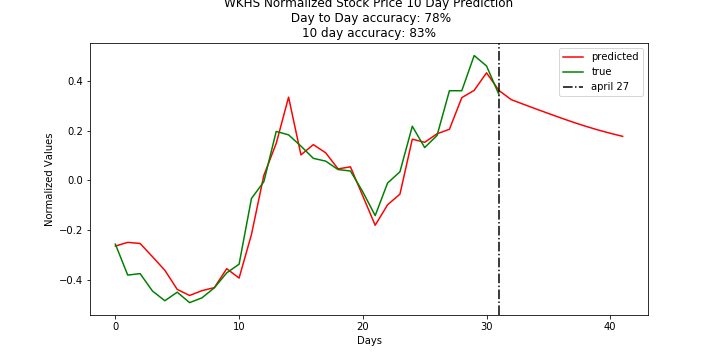 WKHS Normalized Stock Price 10 Day Prediction
Day to Day accuracy: 78%
10 day accuracy: 83%
predicted
true
april 27
Normalized Values
0.4
0.2
0.0
−0.2
−0.4
0 10 20 30 40
Days